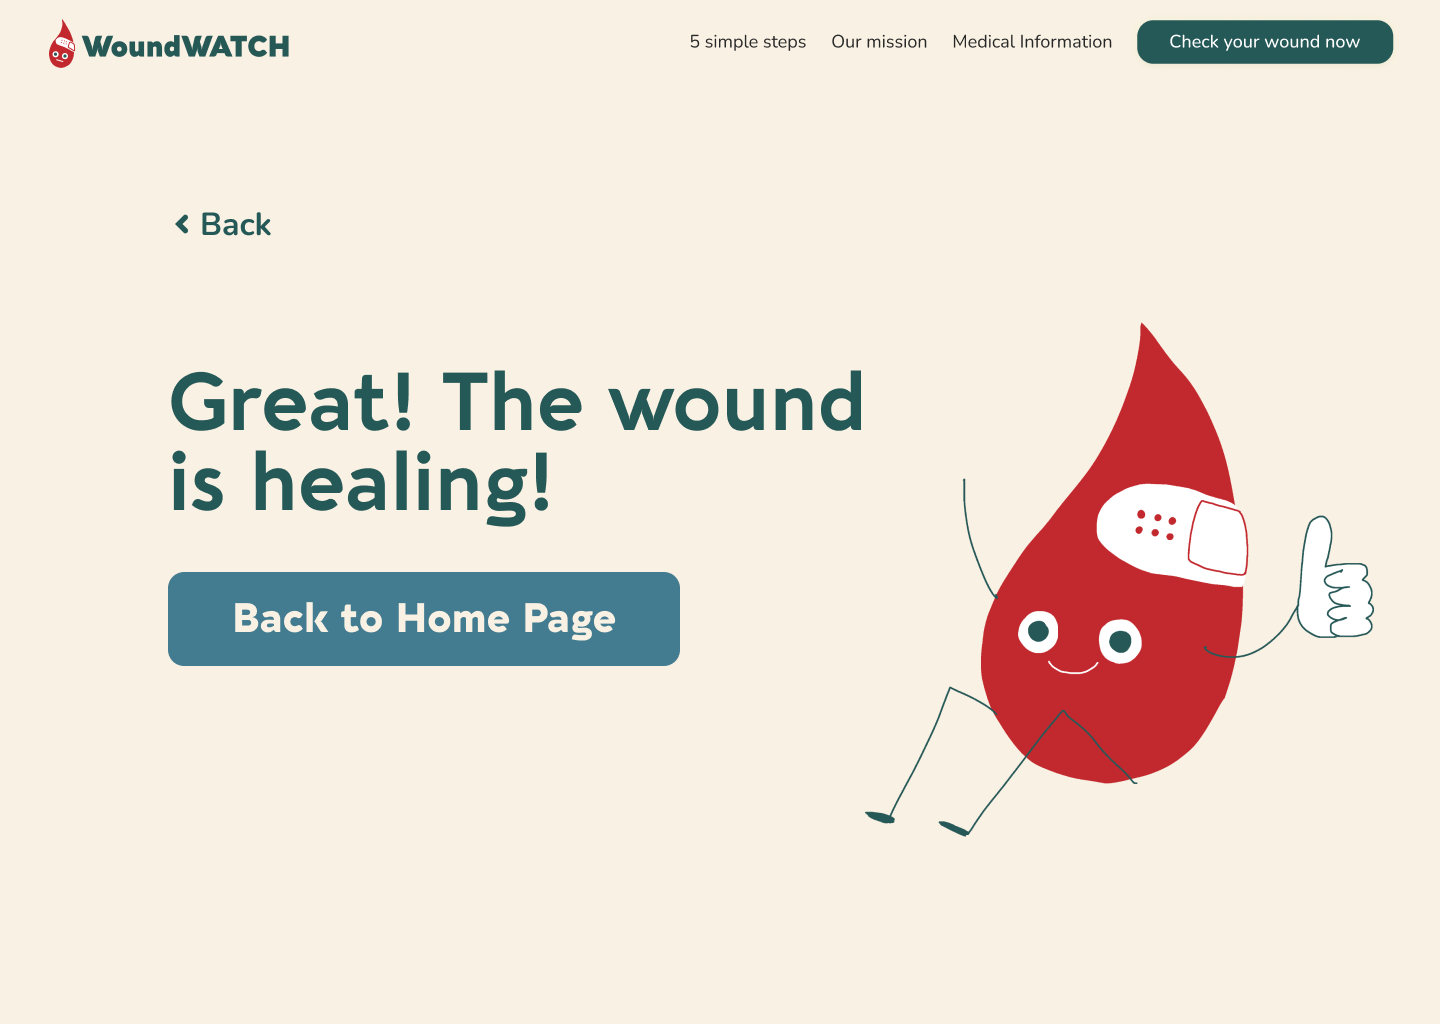 WoundWATCH
5 simple steps
Our mission
Medical Information
Check your wound now
Back
Great! The wound
is healing!
Back to Home Page